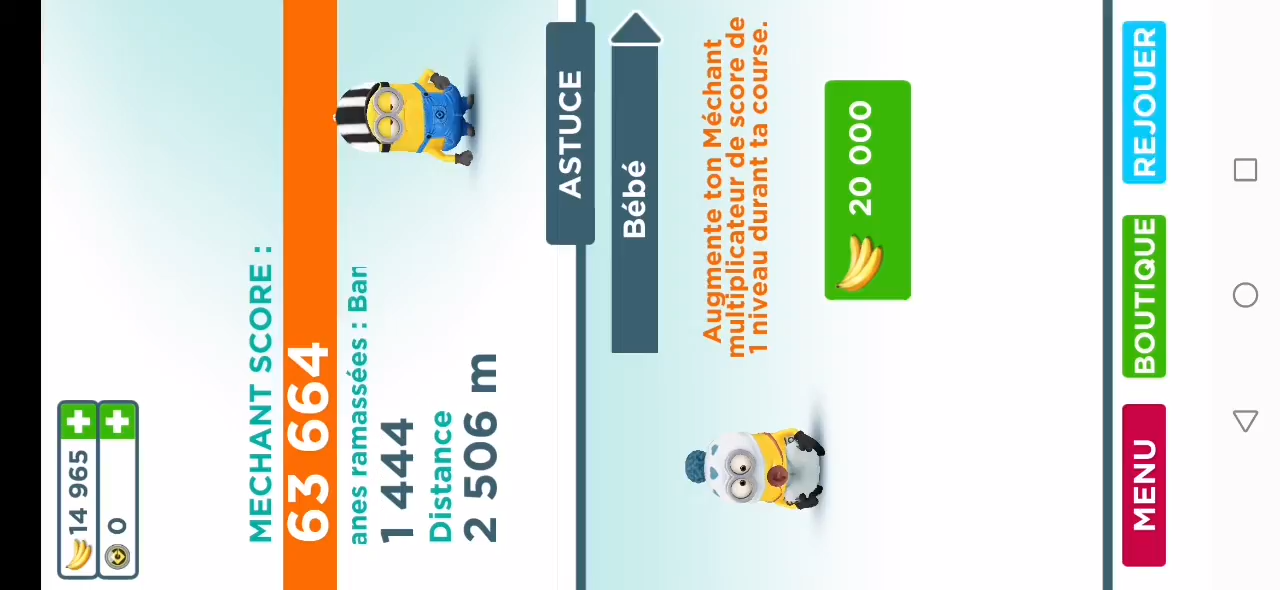 14 965
0
MECHANT SCORE :
63 664
anes ramassées : Ban
1 444
Distance
2 506 m
ASTUCE
Bébé
Augmente ton Méchant
multiplicateur de score de
1 niveau durant ta course.
20 000
MENU
BOUTIQUE
REJOUER